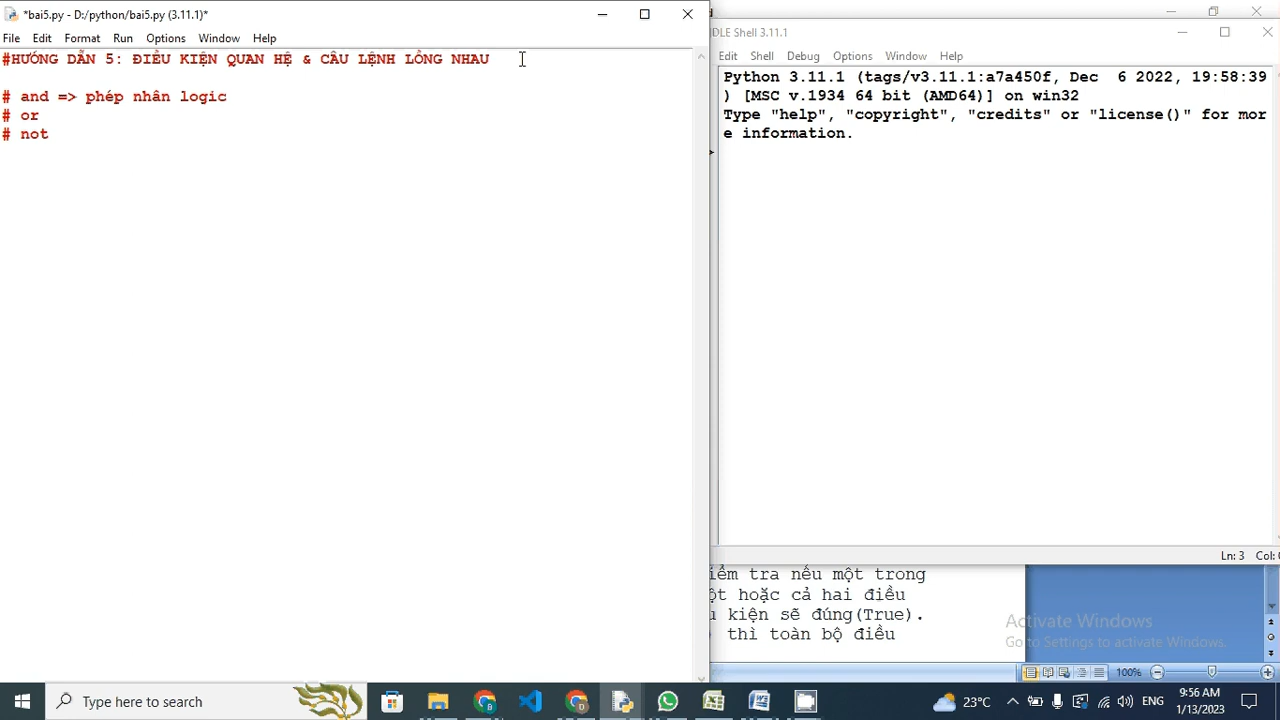 *bai5.py - D:/python/bai5.py (3.11.1)*
File Edit Format Run Options Window Help
#HƯỚNG DẪN 5: ĐIỀU KIỆN QUAN HỆ & CÂU LỆNH LỒNG NHAU
# and => phép nhân logic
# or
# not
DLE Shell 3.11.1
Edit Shell Debug Options Window Help
Python 3.11.1 (tags/v3.11.1:a7a450f, Dec  6 2022, 19:58:39
) [MSC v.1934 64 bit (AMD64)] on win32
Type "help", "copyright", "credits" or "license()" for mor
e information.
Ln: 3 Col:
iểm tra nếu một trong
ột hoặc cả hai điều
kiện sẽ đúng(True).
thì toàn bộ điều
Activate Windows
Go to Settings to activate Windows.
100%
Type here to search
23°C
ENG
9:56 AM
1/13/2023